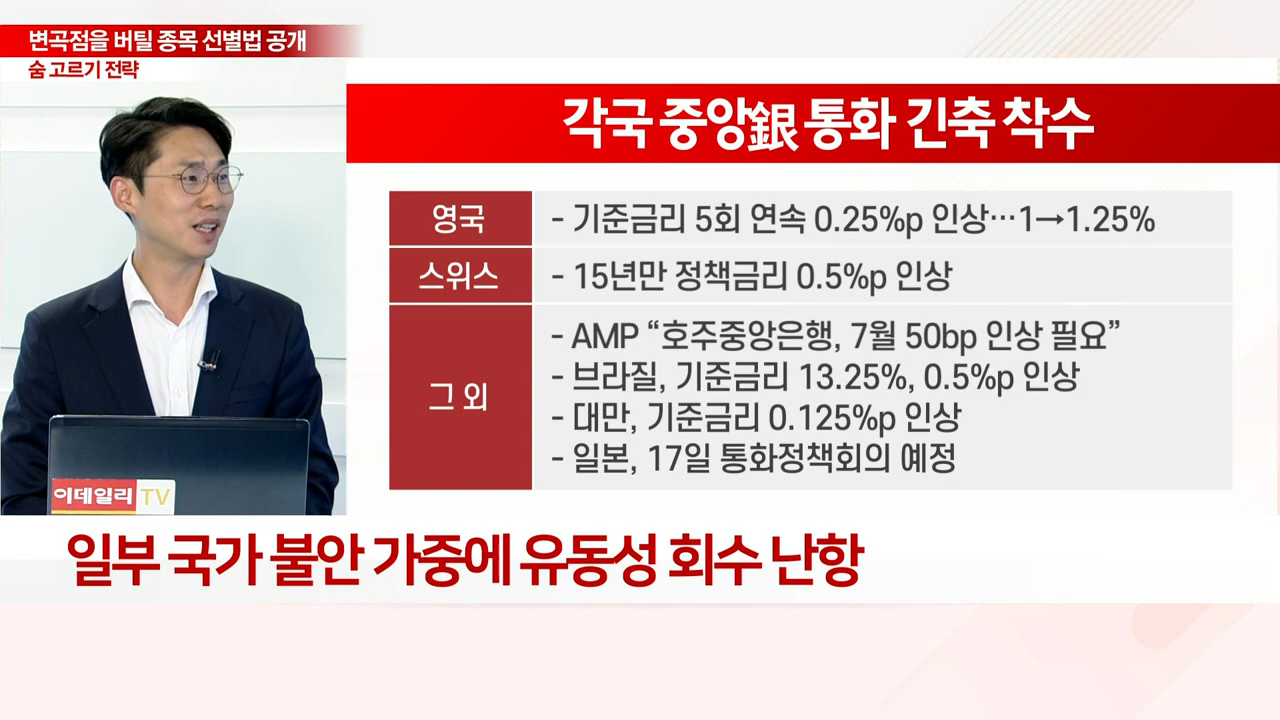 변곡점을 버틸 종목 선별법 공개
숨 고르기 전략
각국 중앙銀 통화 긴축 착수
영국
- 기준금리 5회 연속 0.25%p 인상…1→1.25%
스위스
- 15년만 정책금리 0.5%p 인상
그 외
- AMP “호주중앙은행, 7월 50bp 인상 필요”
- 브라질, 기준금리 13.25%, 0.5%p 인상
- 대만, 기준금리 0.125%p 인상
- 일본, 17일 통화정책회의 예정
이데일리 TV
일부 국가 불안 가중에 유동성 회수 난항